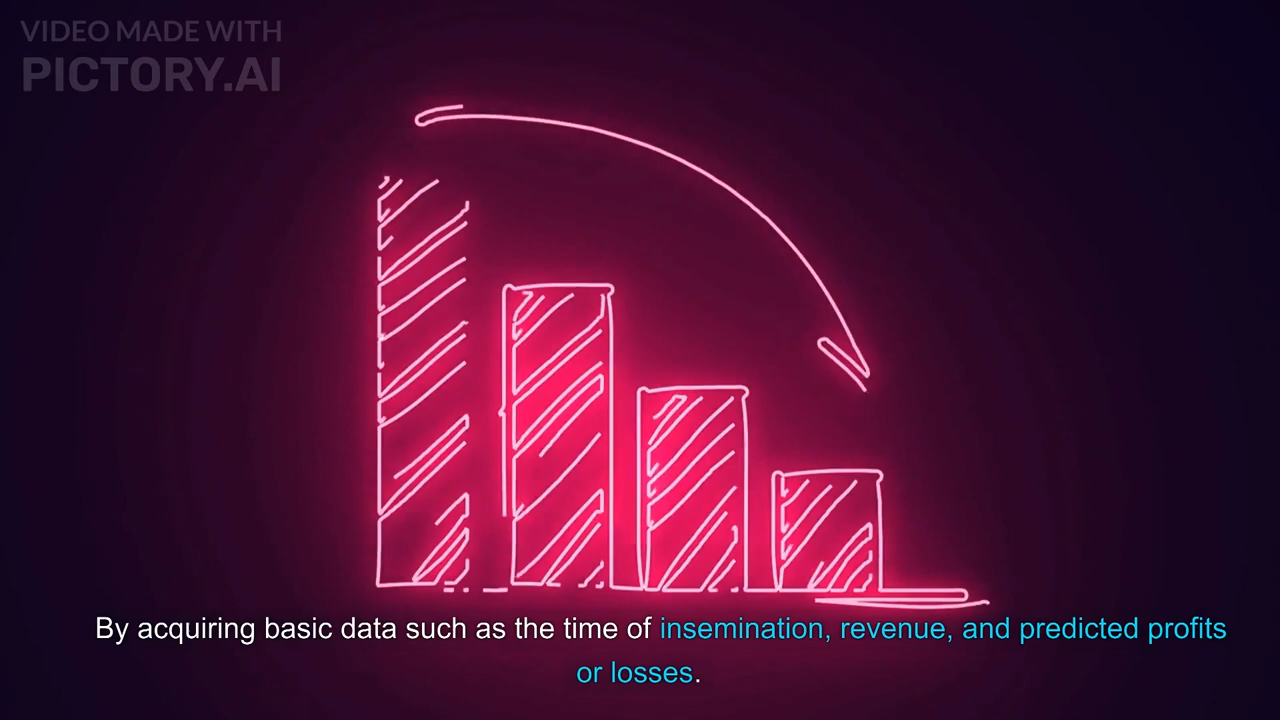 VIDEO MADE WITH
PICTORY.AI
By acquiring basic data such as the time of insemination, revenue, and predicted profits
or losses.